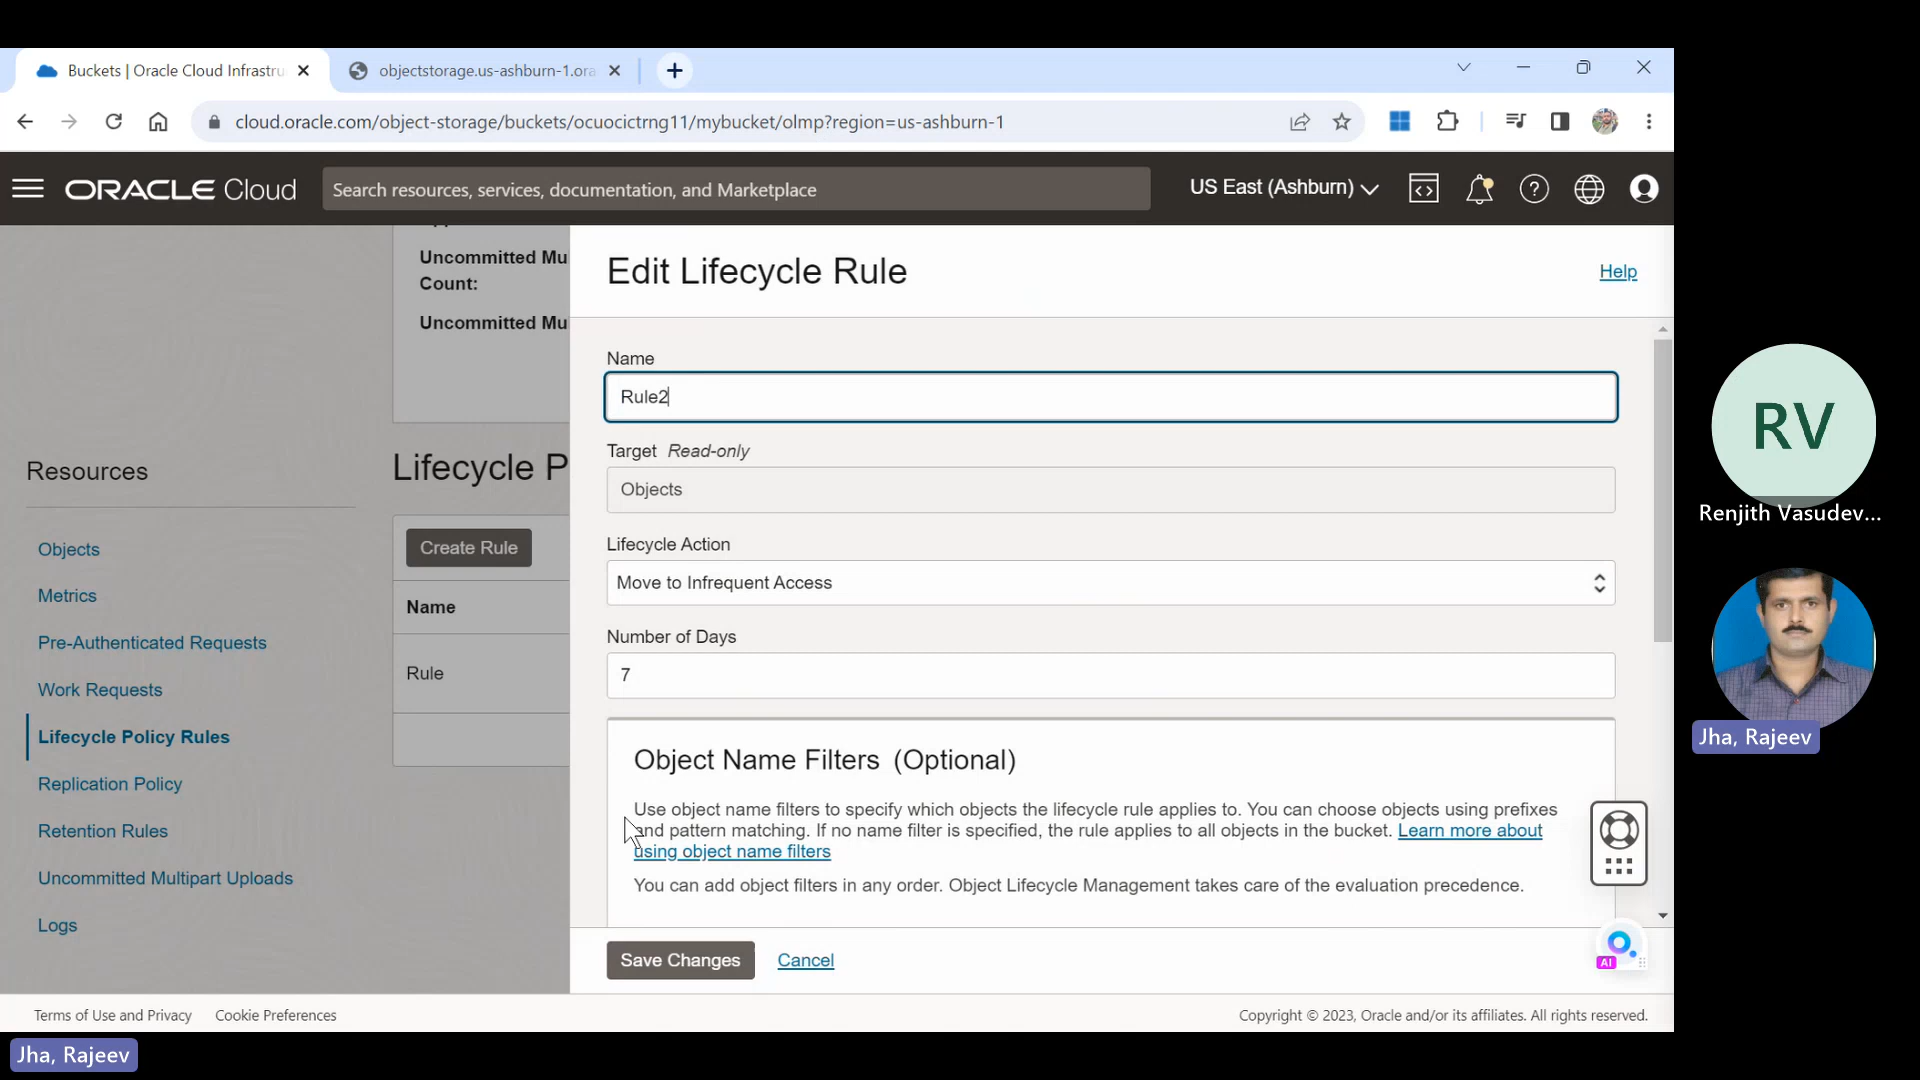 Buckets | Oracle Cloud Infrastru
objectstorage.us-ashburn-1.ora
cloud.oracle.com/object-storage/buckets/ocuocictrng11/mybucket/olmp?region=us-ashburn-1
ORACLE Cloud
Search resources, services, documentation, and Marketplace
US East (Ashburn)
Uncommitted Mu
Count:
Uncommitted Mu
Resources
Objects
Metrics
Pre-Authenticated Requests
Work Requests
Lifecycle Policy Rules
Replication Policy
Retention Rules
Uncommitted Multipart Uploads
Logs
Lifecycle P
Create Rule
Name
Rule
Edit Lifecycle Rule
Help
Name
Rule2
Target Read-only
Objects
Lifecycle Action
Move to Infrequent Access
Number of Days
7
Object Name Filters (Optional)
Use object name filters to specify which objects the lifecycle rule applies to. You can choose objects using prefixes
and pattern matching. If no name filter is specified, the rule applies to all objects in the bucket. Learn more about
using object name filters
You can add object filters in any order. Object Lifecycle Management takes care of the evaluation precedence.
Save Changes
Cancel
AI
Terms of Use and Privacy
Cookie Preferences
Copyright © 2023, Oracle and/or its affiliates. All rights reserved.
RV
Renjith Vasudev...
Jha, Rajeev
Jha, Rajeev